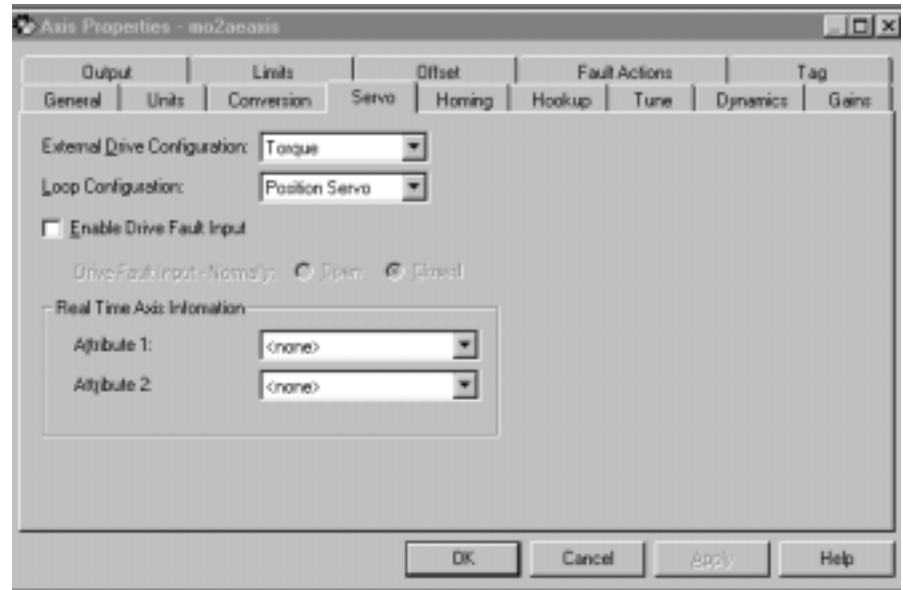 Axis Properties - mo2aeaxis
Output Limits Offset Fault Actions Tag
General Units Conversion Servo Homing Hookup Tune Dynamics Gains
External Drive Configuration: Torque
Loop Configuration: Position Servo
Enable Drive Fault Input
Drive Fault Input - Normally: Open Closed
Real Time Axis Infomation
Attribute 1: <none>
Attribute 2: <none>
OK Cancel Apply Help